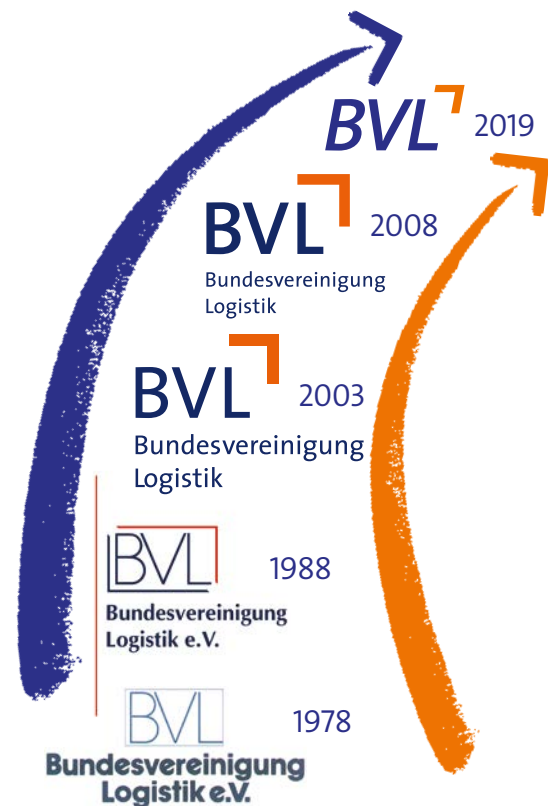 BVL 2019
BVL 2008
Bundesvereinigung
Logistik
BVL 2003
Bundesvereinigung
Logistik
BVL 1988
Bundesvereinigung
Logistik e.V.
BVL 1978
Bundesvereinigung
Logistik e.V.